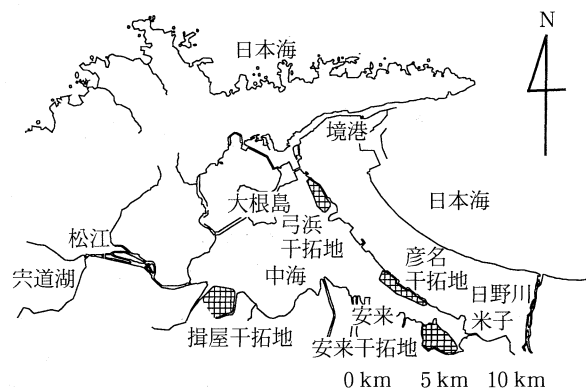 N
日本海
境港
大根島
弓浜
干拓地
日本海
松江
宍道湖
中海
彦名
干拓地
日野川
米子
揖屋干拓地
安来
安来干拓地
0 km 5 km 10 km